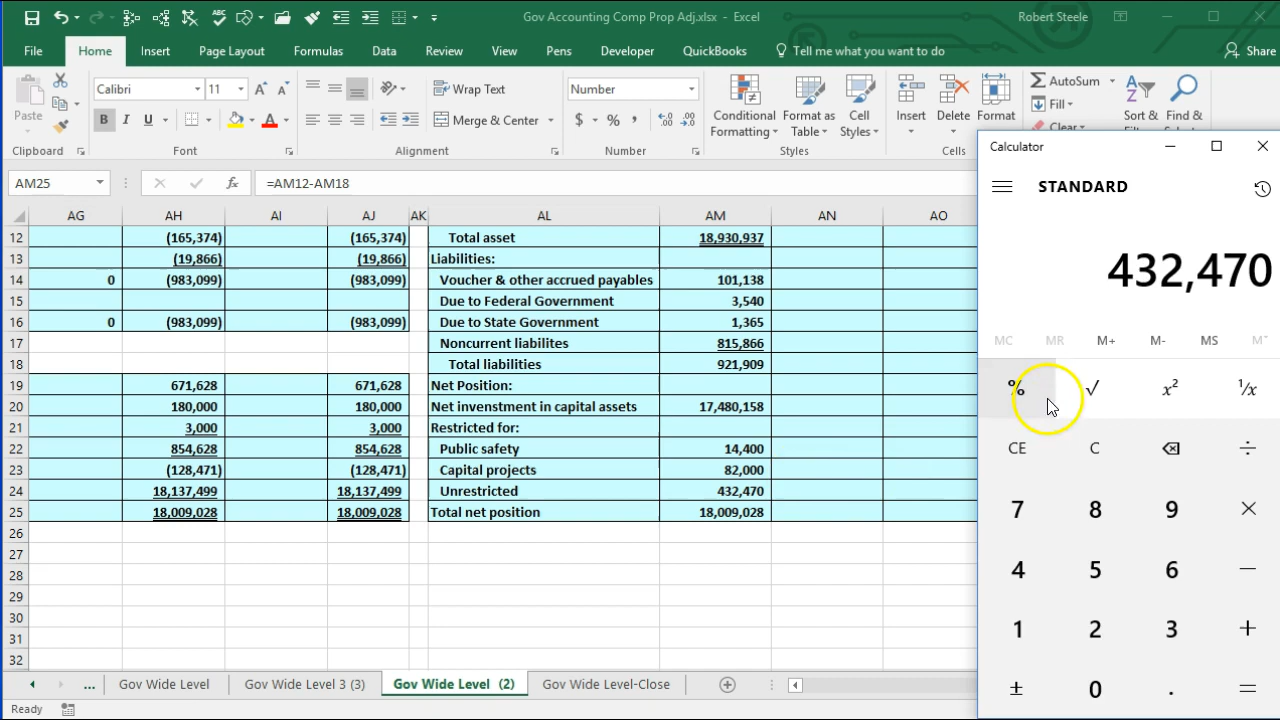 Gov Accounting Comp Prop Adj.xlsx - Excel Robert Steele
File Home Insert Page Layout Formulas Data Review View Pens Developer QuickBooks Tell me what you want to do Share
Calibri 11 Wrap Text Number AutoSum
Paste B I U A Merge & Center $ % , Conditional Formatting Format as Table Cell Styles Insert Delete Format Fill Clear Sort & Find &
Clipboard Font Alignment Number Styles Cells
AM25 fx =AM12-AM18
AG AH AI AJ AK AL AM AN AO
12 (165,374) (165,374) Total asset 18,930,937
13 (19,866) (19,866) Liabilities:
14 0 (983,099) (983,099) Voucher & other accrued payables 101,138
15 Due to Federal Government 3,540
16 0 (983,099) (983,099) Due to State Government 1,365
17 Noncurrent liabilites 815,866
18 Total liabilities 921,909
19 671,628 671,628 Net Position:
20 180,000 180,000 Net invenstment in capital assets 17,480,158
21 3,000 3,000 Restricted for:
22 854,628 854,628 Public safety 14,400
23 (128,471) (128,471) Capital projects 82,000
24 18,137,499 18,137,499 Unrestricted 432,470
25 18,009,028 18,009,028 Total net position 18,009,028
26
27
28
29
30
31
32
... Gov Wide Level Gov Wide Level 3 (3) Gov Wide Level (2) Gov Wide Level-Close
Ready
Calculator
STANDARD
432,470
MC MR M+ M- MS M˅
% √ x² ¹/x
CE C ÷
7 8 9 ×
4 5 6 −
1 2 3 +
± 0 . =